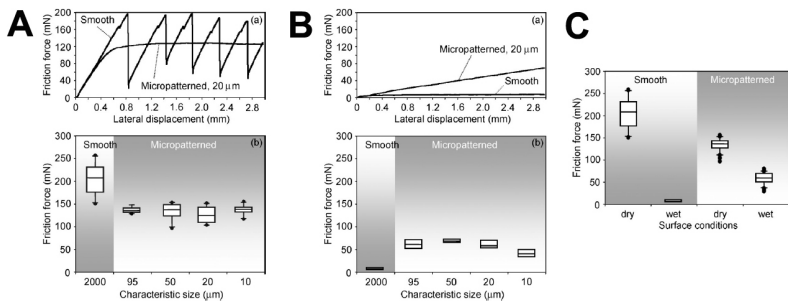 A
Friction force (mN)
200
160
120
80
40
0
Smooth
(a)
Micropatterned, 20 μm
0.0 0.4 0.8 1.2 1.6 2.0 2.4 2.8
Lateral displacement (mm)
Friction force (mN)
300
250
200
150
100
50
0
Smooth Micropatterned (b)
2000 95 50 20 10
Characteristic size (μm)
B
Friction force (mN)
200
160
120
80
40
0
(a)
Micropatterned, 20 μm
Smooth
0.0 0.4 0.8 1.2 1.6 2.0 2.4 2.8
Lateral displacement (mm)
Friction force (mN)
300
250
200
150
100
50
0
Smooth Micropatterned (b)
2000 95 50 20 10
Characteristic size (μm)
C
Friction force (mN)
300
250
200
150
100
50
0
Smooth Micropatterned
dry wet dry wet
Surface conditions